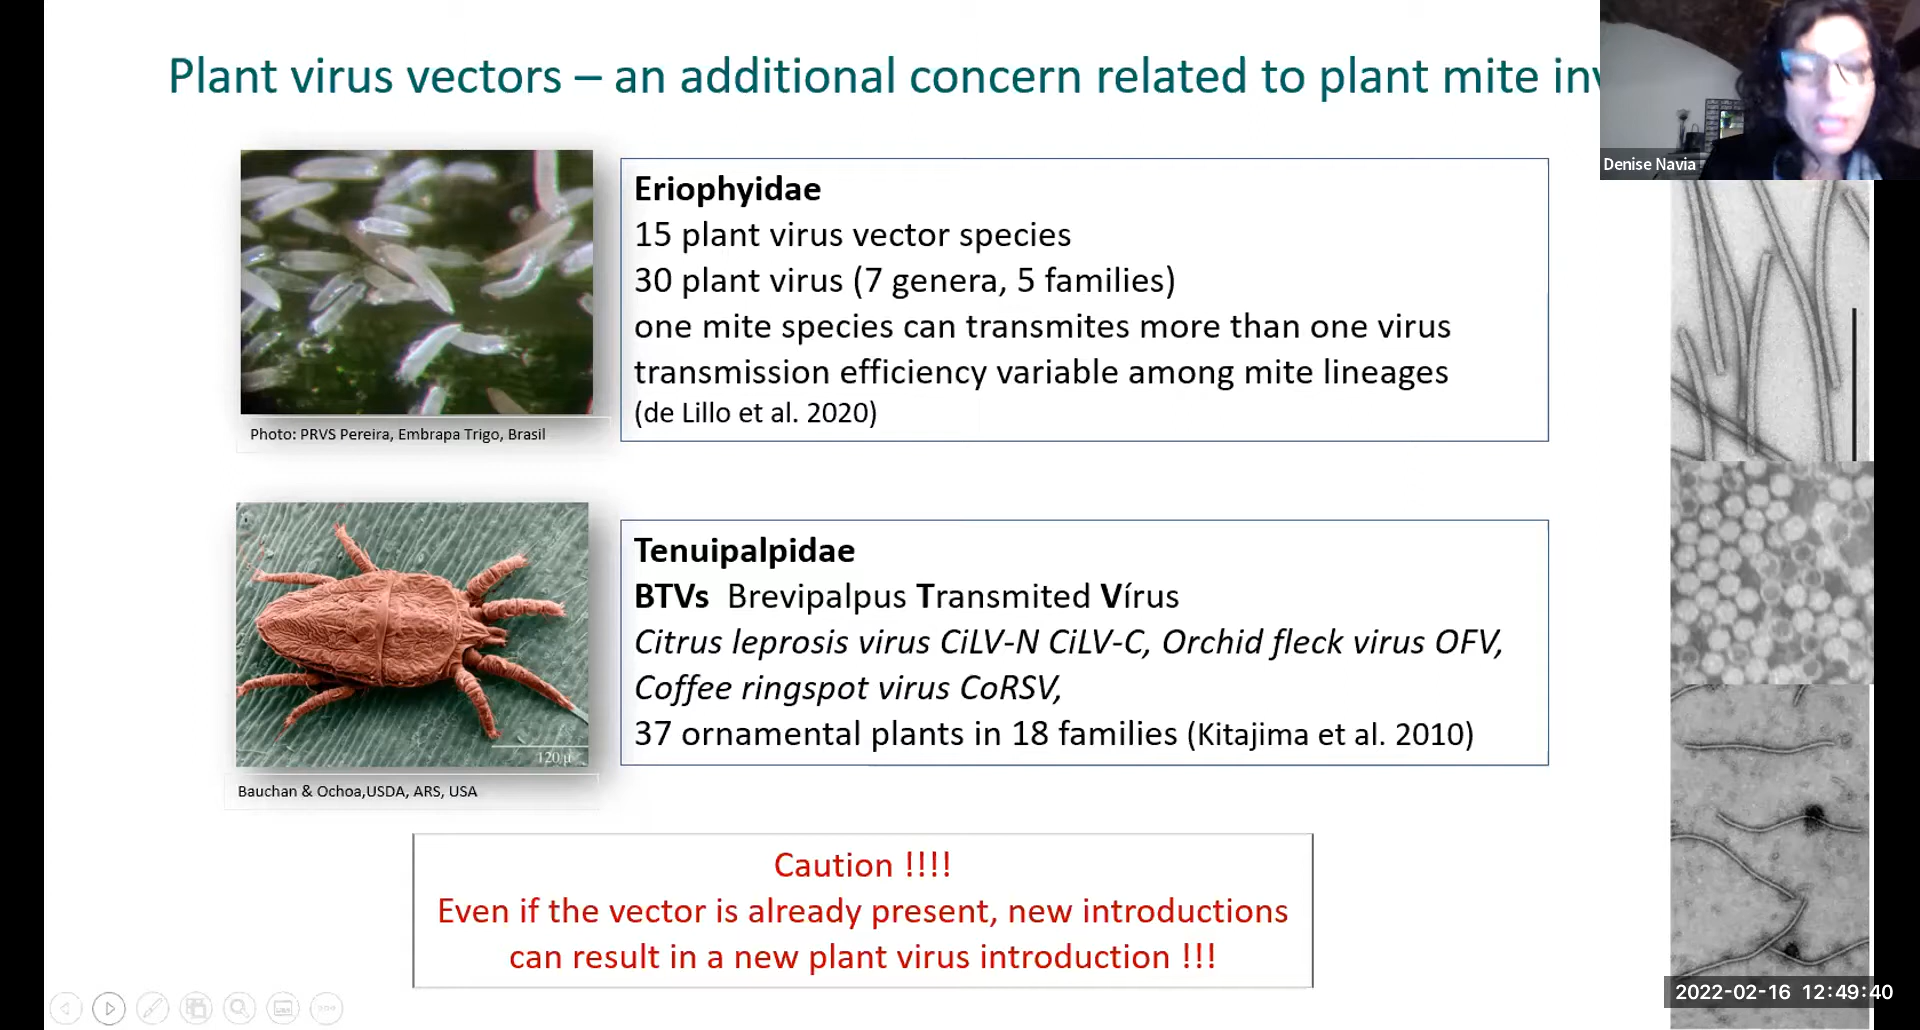 Plant virus vectors – an additional concern related to plant mite inv
Denise Navia
Eriophyidae
15 plant virus vector species
30 plant virus (7 genera, 5 families)
one mite species can transmites more than one virus
transmission efficiency variable among mite lineages
(de Lillo et al. 2020)
Photo: PRVS Pereira, Embrapa Trigo, Brasil
Tenuipalpidae
BTVs Brevipalpus Transmited Vírus
Citrus leprosis virus CiLV-N CiLV-C, Orchid fleck virus OFV,
Coffee ringspot virus CoRSV,
37 ornamental plants in 18 families (Kitajima et al. 2010)
120 µ
Bauchan & Ochoa,USDA, ARS, USA
Caution !!!!
Even if the vector is already present, new introductions
can result in a new plant virus introduction !!!
2022-02-16 12:49:40